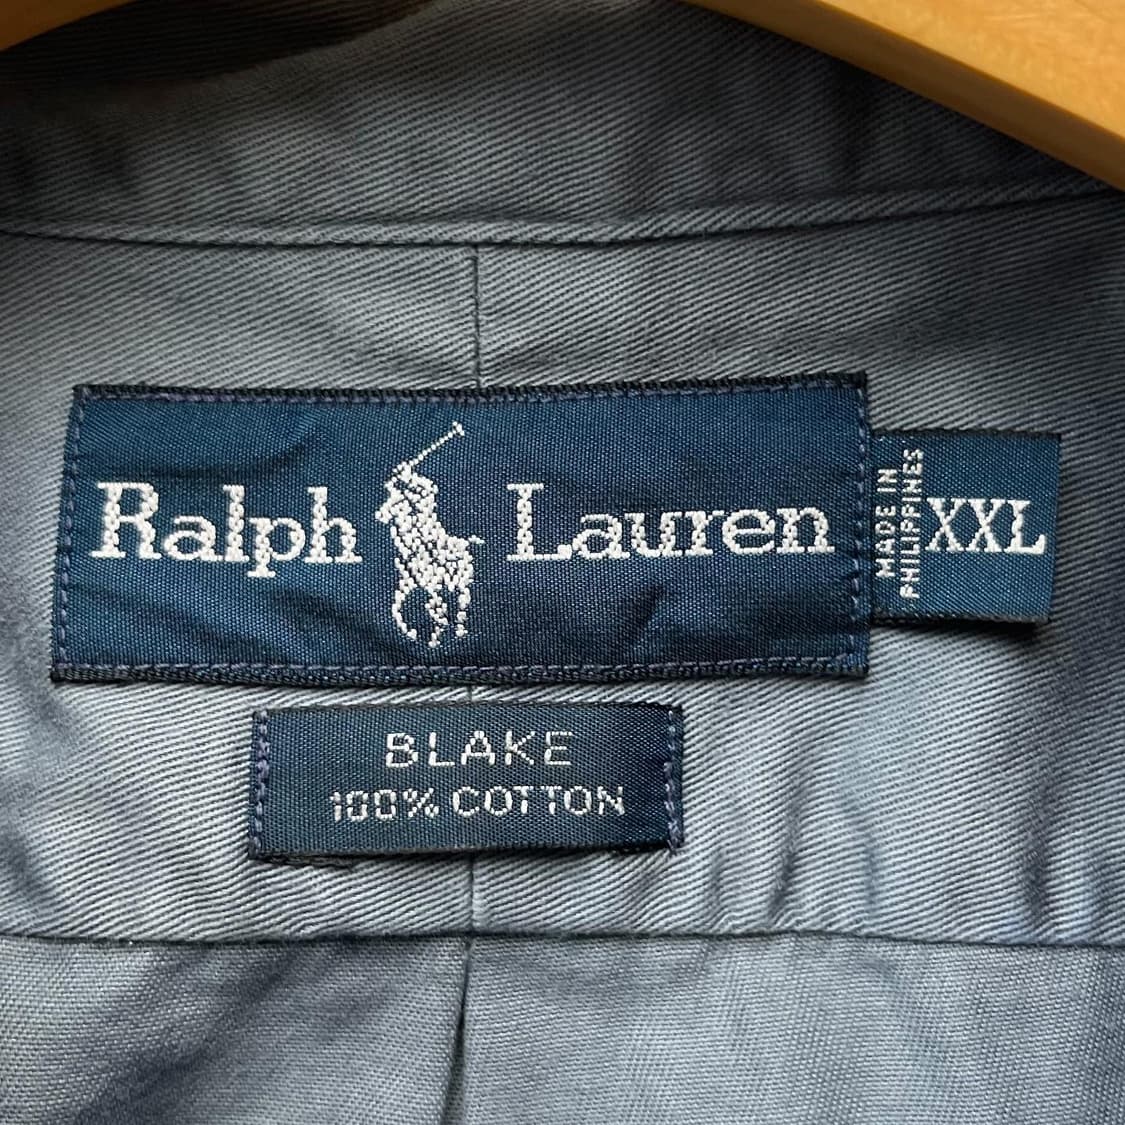 Ralph Lauren
MADE IN
PHILIPPINES
XXL
BLAKE
100% COTTON